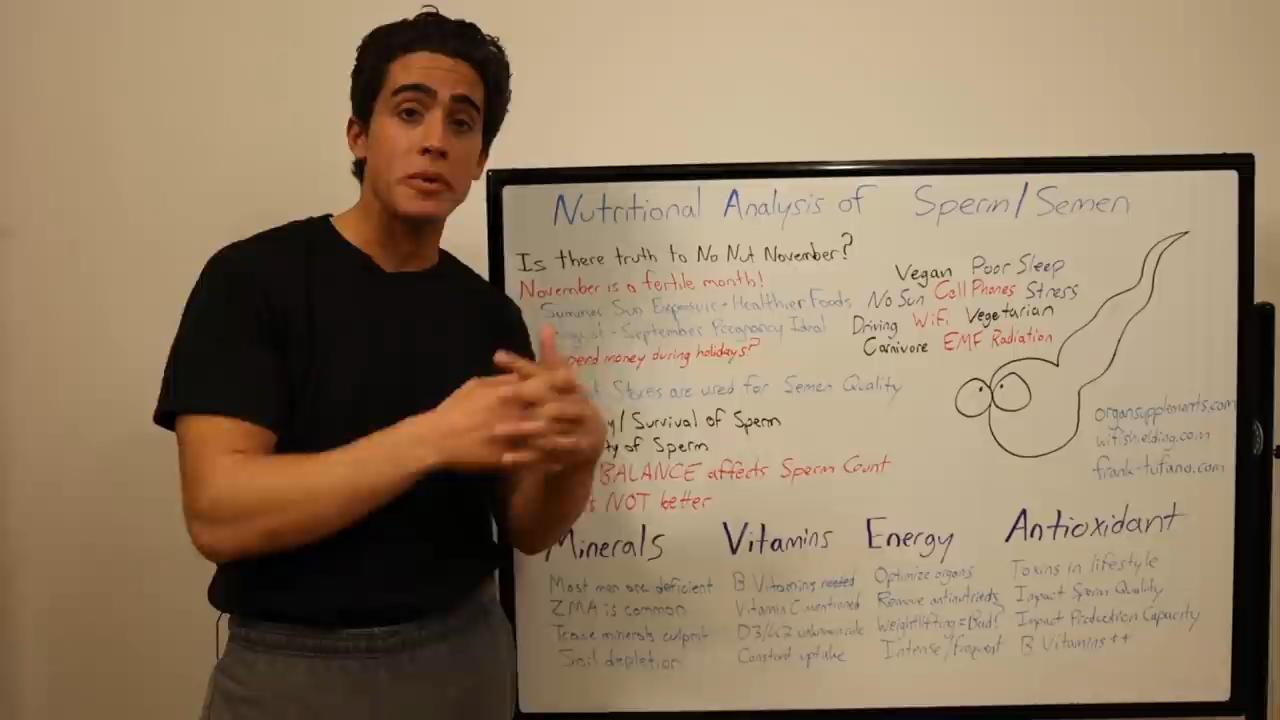 Nutritional Analysis of Sperm/Semen
Is there truth to No Nut November?
November is a fertile month!
Summer Sun Exposure + Healthier Foods
- September Pregnancy Ideal
money during holidays?
Stores are used for Semen Quality
/ Survival of Sperm
of Sperm
BALANCE affects Sperm Count
NOT better
Vegan Poor Sleep
No Sun Cell Phones Stress
Driving WiFi Vegetarian
Carnivore EMF Radiation
organsupplements.com
wifishielding.com
frank-tufano.com
Minerals
Most men are deficient
ZMA is common
Trace minerals culprit
Soil depletion
Vitamins
B Vitamins needed
Vitamin C mentioned
D3/K2 unknown role
Constant uptake
Energy
Optimize organs
Remove antinutrients
Weightlifting = Bad?
Intense/frequent
Antioxidant
Toxins in lifestyle
Impact Sperm Quality
Impact Production Capacity
B Vitamins ++